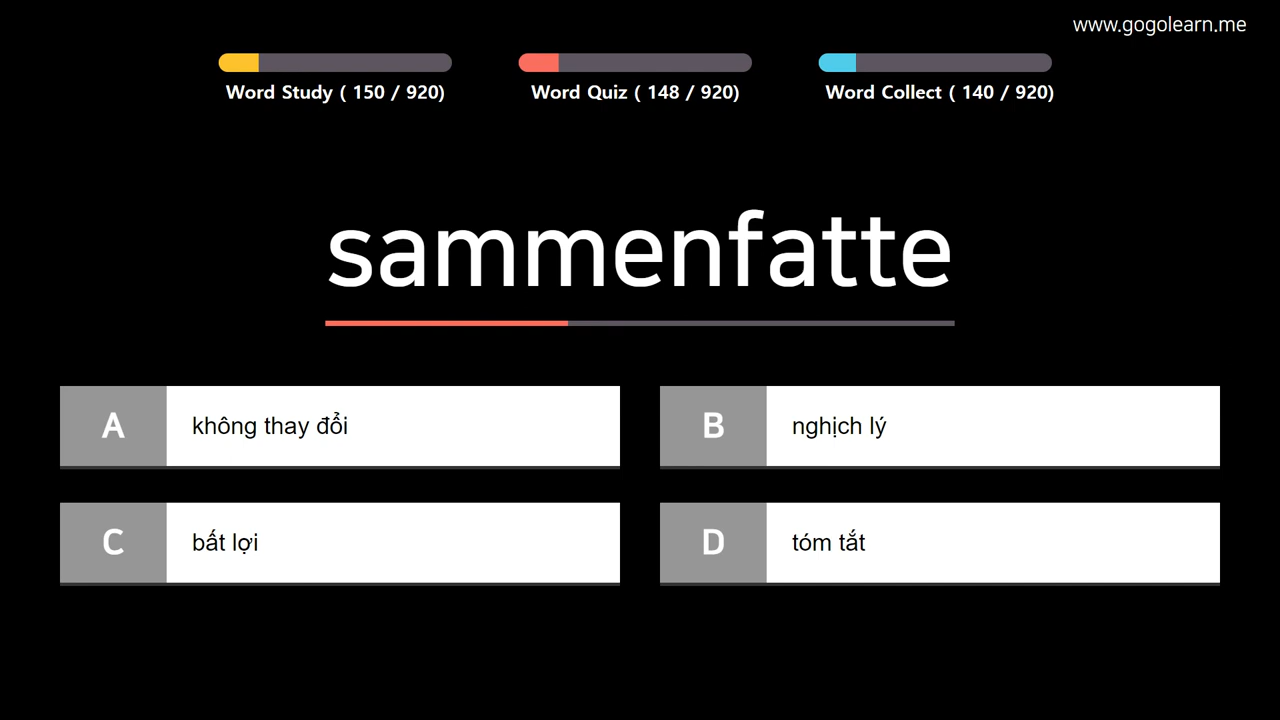 www.gogolearn.me
Word Study ( 150 / 920)
Word Quiz ( 148 / 920)
Word Collect ( 140 / 920)
sammenfatte
A
không thay đổi
B
nghịch lý
C
bất lợi
D
tóm tắt